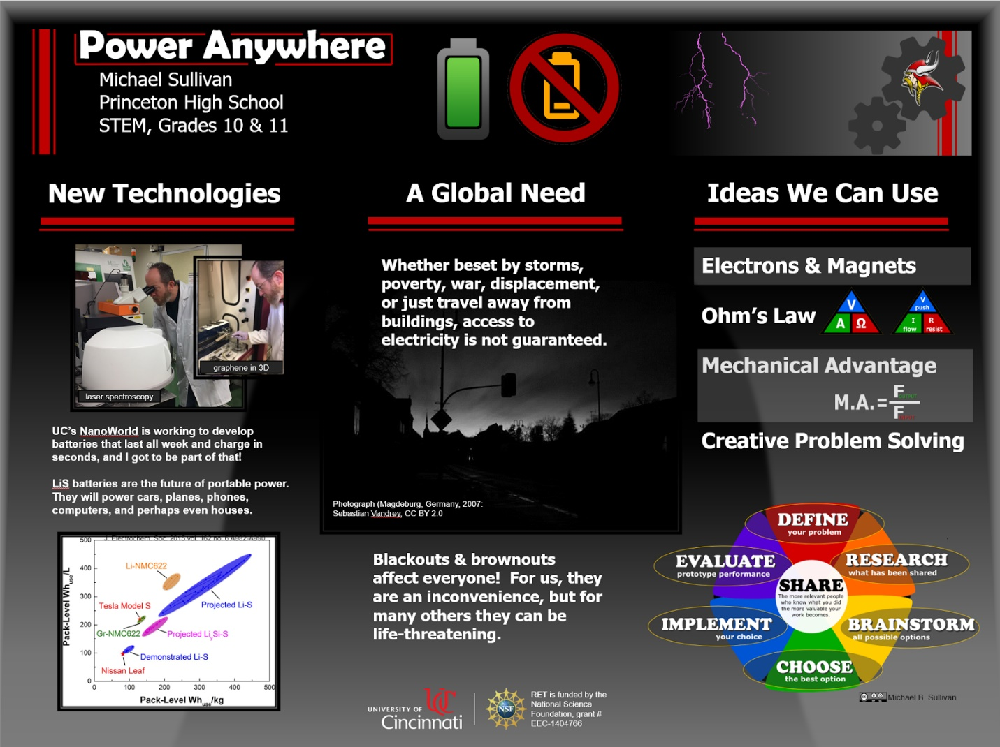 Power Anywhere
Michael Sullivan
Princeton High School
STEM, Grades 10 & 11
New Technologies
graphene in 3D
laser spectroscopy
UC's NanoWorld is working to develop
batteries that last all week and charge in
seconds, and I got to be part of that!
LiS batteries are the future of portable power.
They will power cars, planes, phones,
computers, and perhaps even houses.
J. Electrochem. Soc. 2015 vol. 162 no. 6 A982-A990
Pack-Level Wh_use/L
500
400
300
200
100
0
Li-NMC622
Projected Li-S
Tesla Model S
Gr-NMC622
Projected LiySi-S
Demonstrated Li-S
Nissan Leaf
0 100 200 300 400 500
Pack-Level Wh_use/kg
A Global Need
Whether beset by storms,
poverty, war, displacement,
or just travel away from
buildings, access to
electricity is not guaranteed.
Photograph (Magdeburg, Germany, 2007:
Sebastian Vandrey, CC BY 2.0
Blackouts & brownouts
affect everyone! For us, they
are an inconvenience, but for
many others they can be
life-threatening.
UNIVERSITY OF
Cincinnati
UC
NSF
RET is funded by the
National Science
Foundation, grant #
EEC-1404766
Ideas We Can Use
Electrons & Magnets
Ohm's Law
V
A Ω
V
push
I R
flow resist
Mechanical Advantage
M.A.=
F OUTPUT
F INPUT
Creative Problem Solving
DEFINE
your problem
RESEARCH
what has been shared
BRAINSTORM
all possible options
CHOOSE
the best option
IMPLEMENT
your choice
EVALUATE
prototype performance
SHARE
The more relevant people
who know what you did
the more valuable your
work becomes.
Michael B. Sullivan